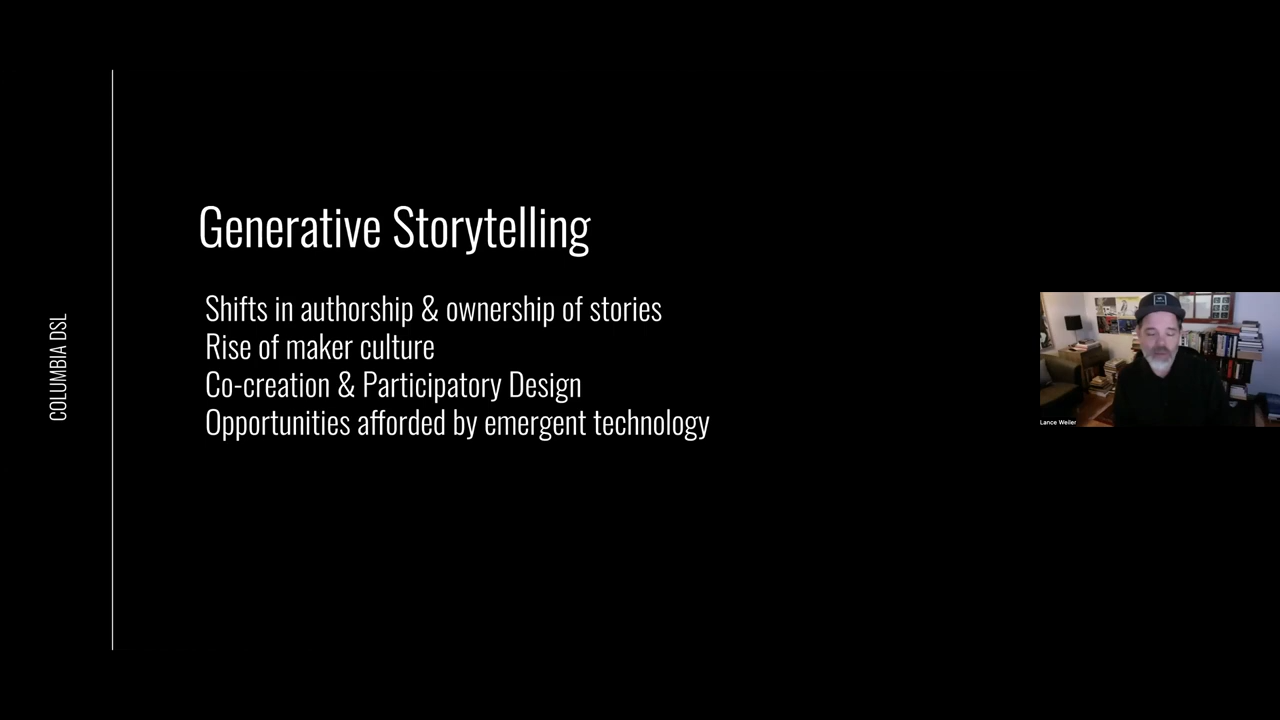 COLUMBIA DSL
Generative Storytelling
Shifts in authorship & ownership of stories
Rise of maker culture
Co-creation & Participatory Design
Opportunities afforded by emergent technology
Lance Weiler